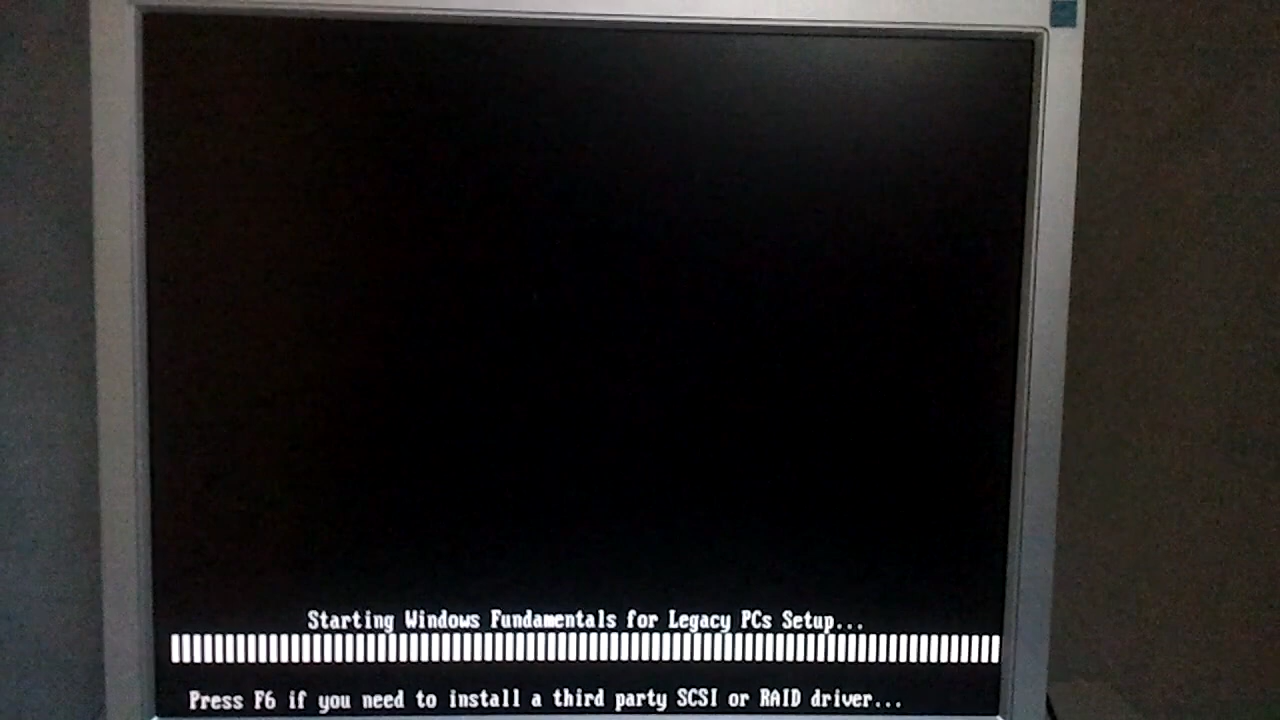 Starting Windows Fundamentals for Legacy PCs Setup...
Press F6 if you need to install a third party SCSI or RAID driver...